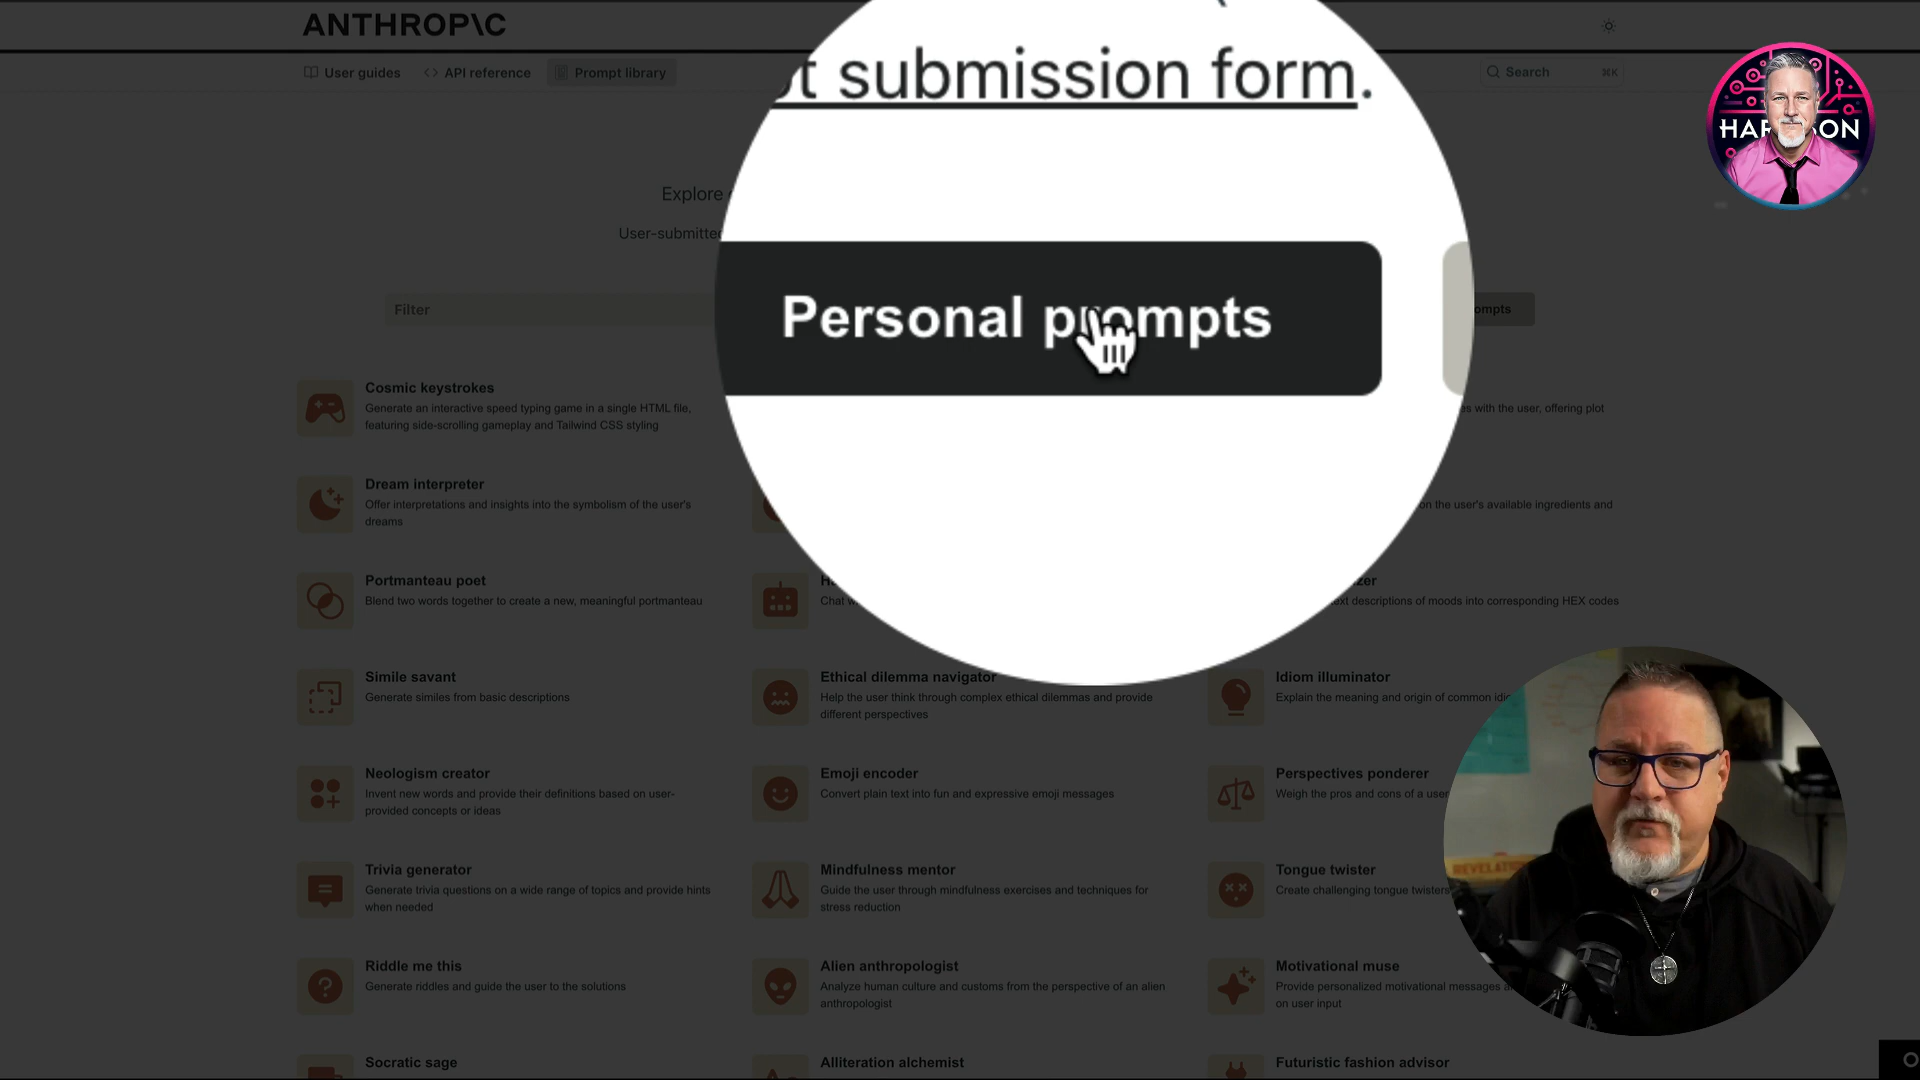 ANTHROP\C
User guides
API reference
Prompt library
Search
⌘K
submission form.
HAR SON
Explore
User-submitted
Personal prompts
Filter
Cosmic keystrokes
Generate an interactive speed typing game in a single HTML file,
featuring side-scrolling gameplay and Tailwind CSS styling
with the user, offering plot
Dream interpreter
Offer interpretations and insights into the symbolism of the user's
dreams
on the user's available ingredients and
Portmanteau poet
Blend two words together to create a new, meaningful portmanteau
Chat
text descriptions of moods into corresponding HEX codes
Simile savant
Generate similes from basic descriptions
Ethical dilemma navigator
Help the user think through complex ethical dilemmas and provide
different perspectives
Idiom illuminator
Explain the meaning and origin of common
Neologism creator
Invent new words and provide their definitions based on user-
provided concepts or ideas
Emoji encoder
Convert plain text into fun and expressive emoji messages
Perspectives ponderer
Weigh the pros and cons of a user
Trivia generator
Generate trivia questions on a wide range of topics and provide hints
when needed
Mindfulness mentor
Guide the user through mindfulness exercises and techniques for
stress reduction
Tongue twister
Create challenging tongue twisters
REVELATION
Riddle me this
Generate riddles and guide the user to the solutions
Alien anthropologist
Analyze human culture and customs from the perspective of an alien
anthropologist
Motivational muse
Provide personalized motivational messages
on user input
Socratic sage
Alliteration alchemist
Futuristic fashion advisor